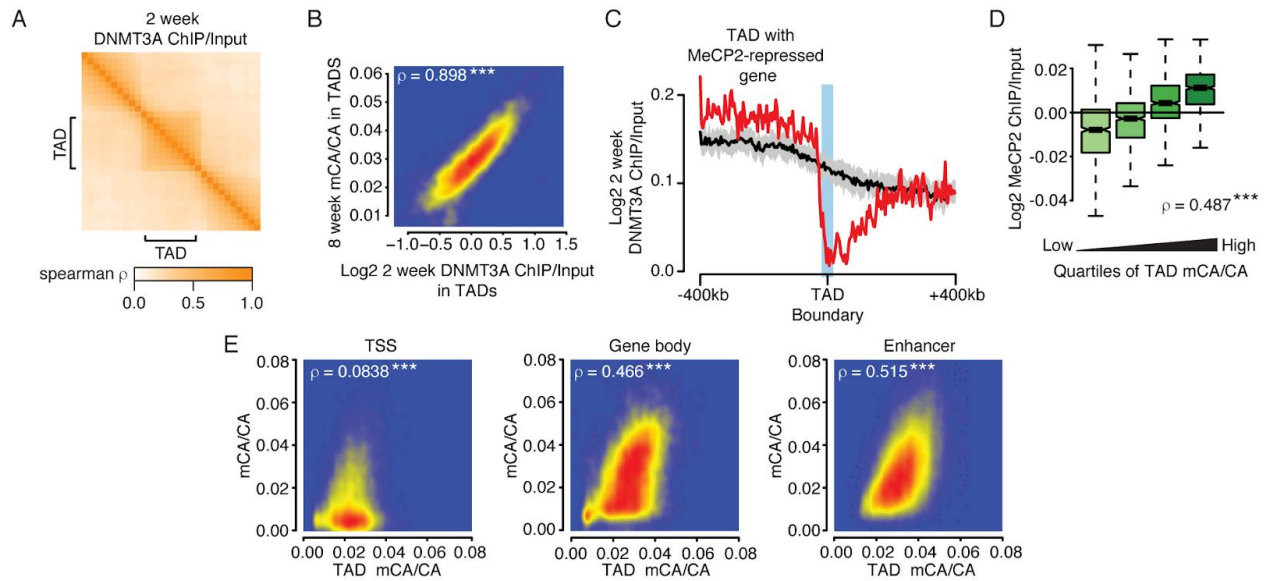 A
2 week
DNMT3A ChIP/Input
TAD
TAD
spearman ρ
0.0 0.5 1.0
B
ρ = 0.898 ***
8 week mCA/CA in TADS
0.06
0.05
0.04
0.03
0.02
0.01
−1.0 −0.5 0.0 0.5 1.0 1.5
Log2 2 week DNMT3A ChIP/Input
in TADs
C
TAD with
MeCP2-repressed
gene
Log2 2 week
DNMT3A ChIP/Input
0.2
0.1
0.0
-400kb TAD +400kb
Boundary
D
Log2 MeCP2 ChIP/Input
0.02
0.00
-0.02
-0.04
ρ = 0.487 ***
Low High
Quartiles of TAD mCA/CA
E
TSS
ρ = 0.0838 ***
mCA/CA
0.08
0.06
0.04
0.02
0.00
0.00 0.02 0.04 0.06 0.08
TAD mCA/CA
Gene body
ρ = 0.466 ***
mCA/CA
0.08
0.06
0.04
0.02
0.00
0.00 0.02 0.04 0.06 0.08
TAD mCA/CA
Enhancer
ρ = 0.515 ***
mCA/CA
0.08
0.06
0.04
0.02
0.00
0.00 0.02 0.04 0.06 0.08
TAD mCA/CA